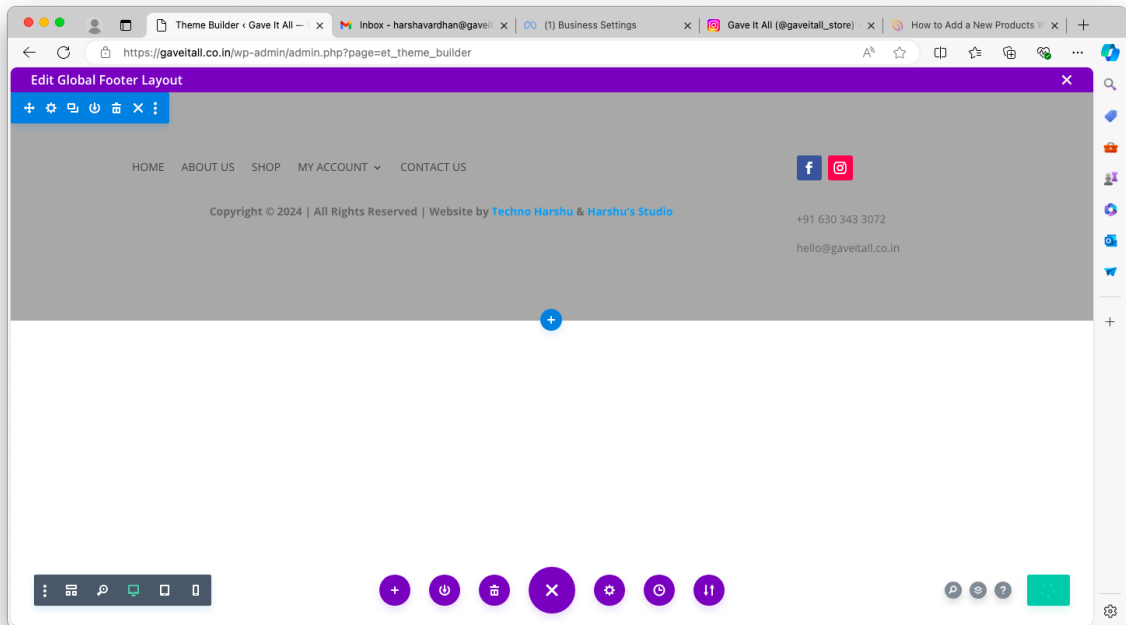 Theme Builder ‹ Gave It All —
Inbox - harshavardhan@gaveit
(1) Business Settings
Gave It All (@gaveitall_store)
How to Add a New Products
https://gaveitall.co.in/wp-admin/admin.php?page=et_theme_builder
Edit Global Footer Layout
HOME ABOUT US SHOP MY ACCOUNT CONTACT US
Copyright © 2024 | All Rights Reserved | Website by Techno Harshu & Harshu's Studio
+91 630 343 3072
hello@gaveitall.co.in